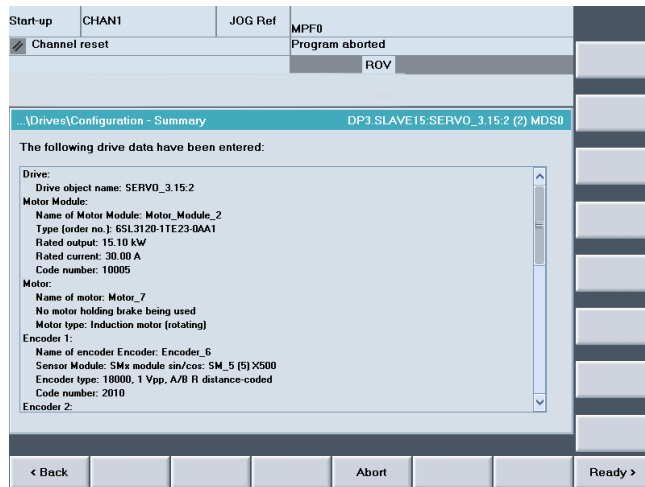 Start-up CHAN1 JOG Ref MPF0
Channel reset Program aborted
ROV
...\Drives\Configuration - Summary DP3.SLAVE15:SERVO_3.15:2 (2) MDS0
The following drive data have been entered:
Drive:
Drive object name: SERVO_3.15:2
Motor Module:
Name of Motor Module: Motor_Module_2
Type (order no.): 6SL3120-1TE23-0AA1
Rated output: 15.10 kW
Rated current: 30.00 A
Code number: 10005
Motor:
Name of motor: Motor_7
No motor holding brake being used
Motor type: Induction motor (rotating)
Encoder 1:
Name of encoder Encoder: Encoder_6
Sensor Module: SMx module sin/cos: SM_5 (5) X500
Encoder type: 18000, 1 Vpp, A/B R distance-coded
Code number: 2010
Encoder 2:
< Back Abort Ready >